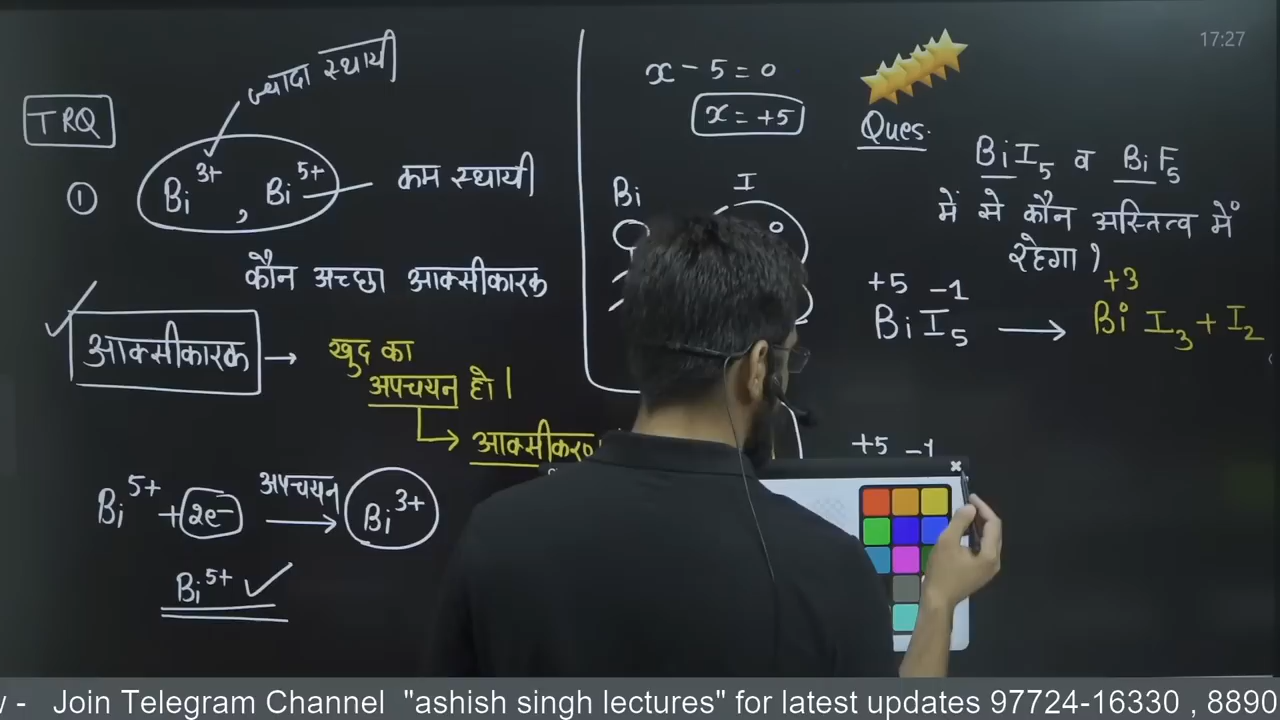 17:27
TRQ
ज्यादा स्थायी
① Bi³⁺ , Bi⁵⁺
कम स्थायी
कौन अच्छा आक्सीकारक
आक्सीकारक →
खुद का
अपचयन हो।
आक्सीकरण
Bi⁵⁺ + 2e⁻ अपचयन → Bi³⁺
Bi⁵⁺ ✓
x - 5 = 0
x = +5
Bi I
Ques.
BiI₅ व BiF₅
में से कौन अस्तित्व में
रहेगा?
+5 -1 +3
BiI₅ → BiI₃ + I₂
+5 -1
- Join Telegram Channel "ashish singh lectures" for latest updates 97724-16330 , 8890